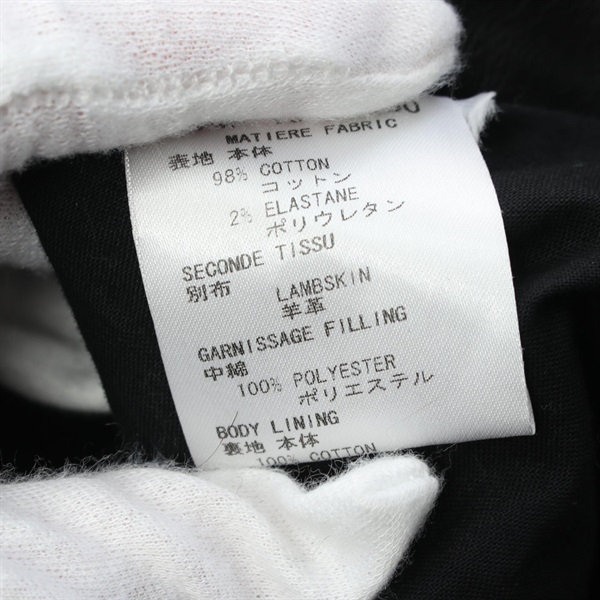 MATIERE FABRIC
表地 本体
98% COTTON
コットン
2% ELASTANE
ポリウレタン
SECONDE TISSU
別布 LAMBSKIN
羊革
GARNISSAGE FILLING
中綿
100% POLYESTER
ポリエステル
BODY LINING
裏地 本体
100% COTTON